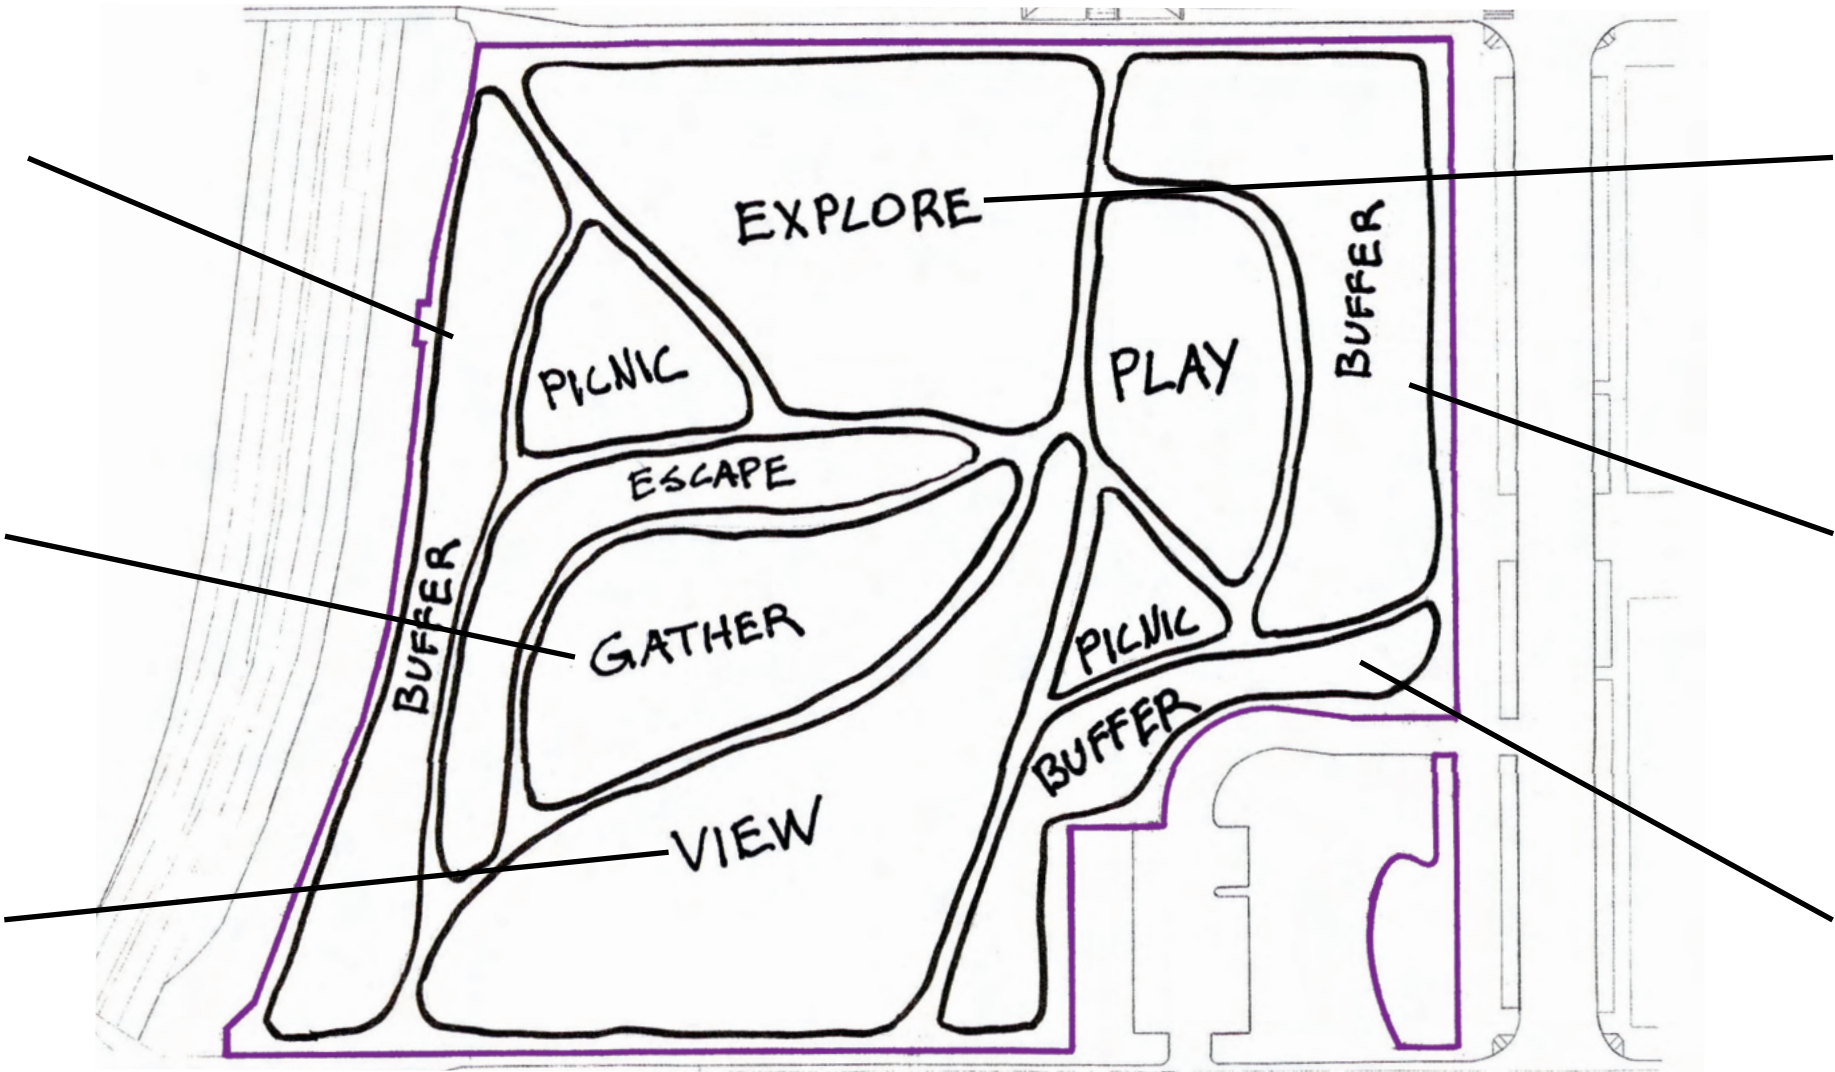 EXPLORE
BUFFER
PICNIC
PLAY
ESCAPE
BUFFER
GATHER
PICNIC
BUFFER
VIEW